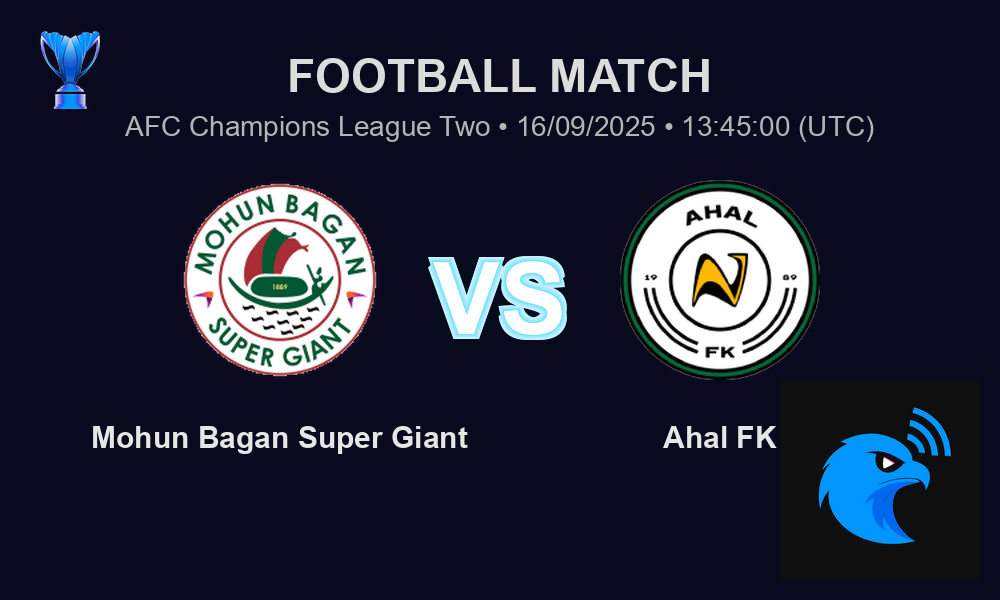 FOOTBALL MATCH
AFC Champions League Two • 16/09/2025 • 13:45:00 (UTC)
MOHUN BAGAN
1889
SUPER GIANT
VS
AHAL
19 89
FK
Mohun Bagan Super Giant
Ahal FK